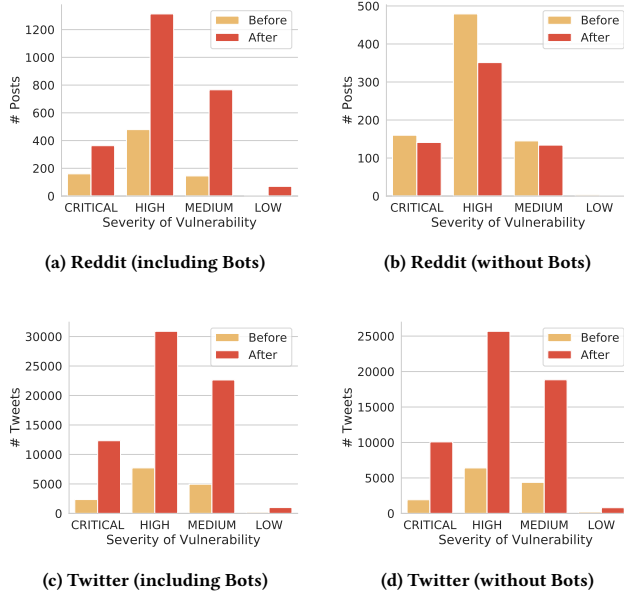 1200
1000
800
600
400
200
0
# Posts
Before
After
CRITICAL HIGH MEDIUM LOW
Severity of Vulnerability
(a) Reddit (including Bots)
500
400
300
200
100
0
# Posts
Before
After
CRITICAL HIGH MEDIUM LOW
Severity of Vulnerability
(b) Reddit (without Bots)
30000
25000
20000
15000
10000
5000
0
# Tweets
Before
After
CRITICAL HIGH MEDIUM LOW
Severity of Vulnerability
(c) Twitter (including Bots)
25000
20000
15000
10000
5000
0
# Tweets
Before
After
CRITICAL HIGH MEDIUM LOW
Severity of Vulnerability
(d) Twitter (without Bots)